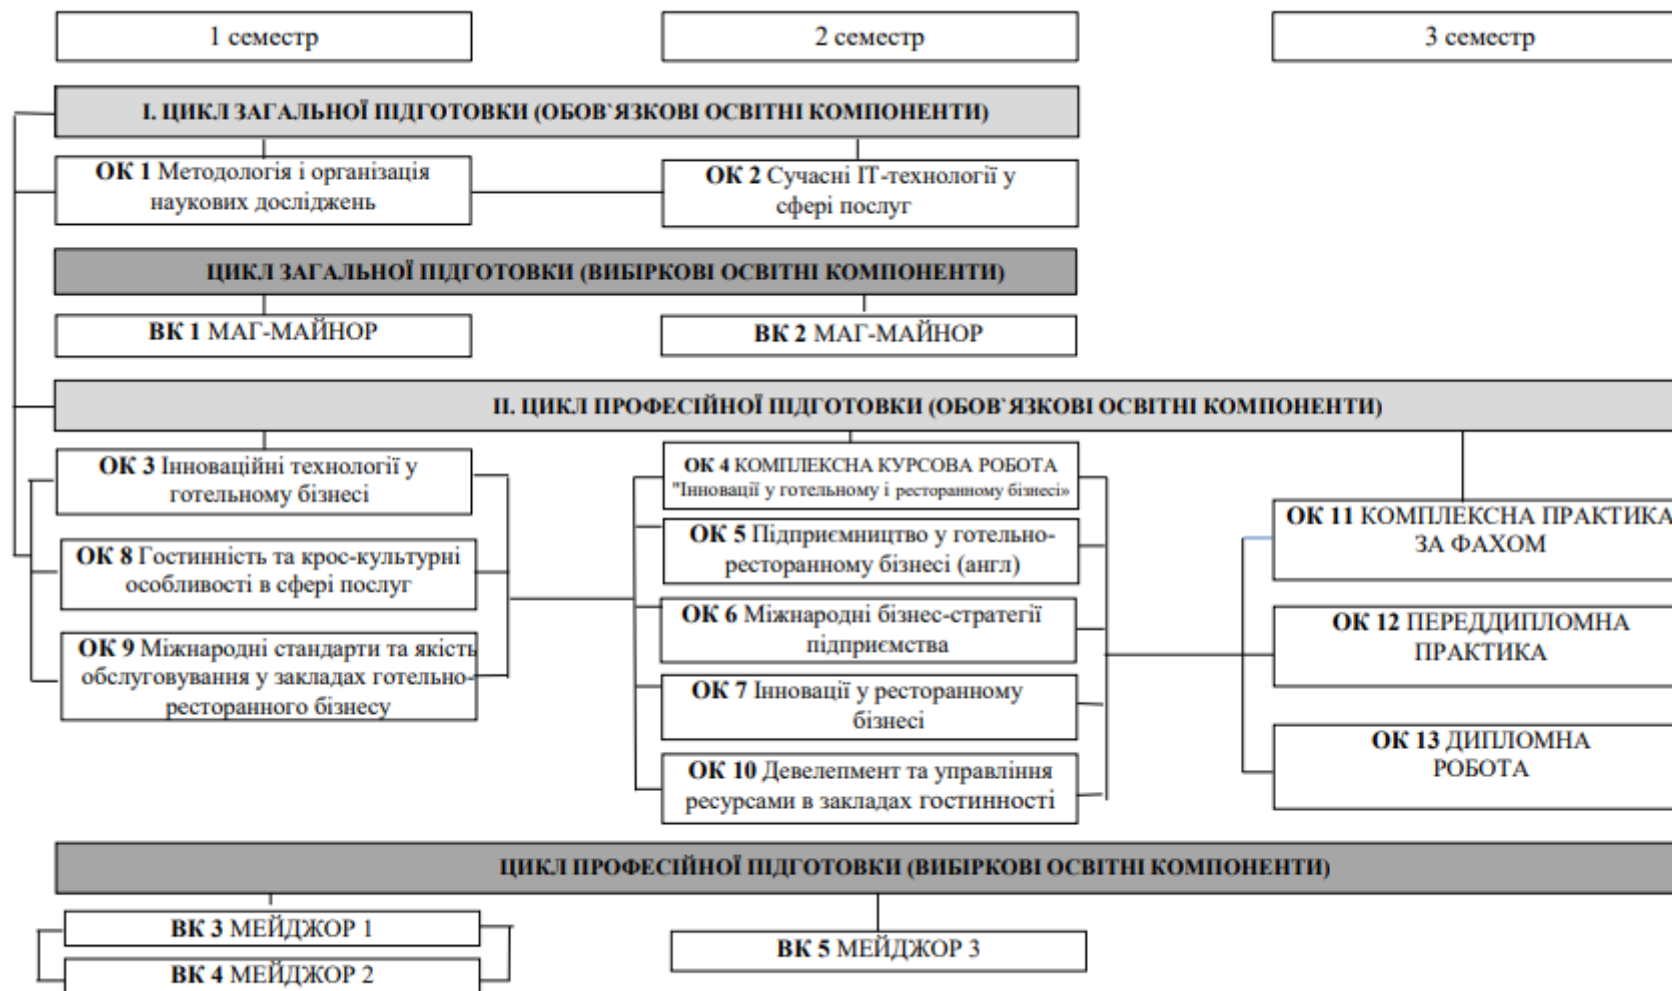 1 семестр
2 семестр
3 семестр
І. ЦИКЛ ЗАГАЛЬНОЇ ПІДГОТОВКИ (ОБОВ`ЯЗКОВІ ОСВІТНІ КОМПОНЕНТИ)
ОК 1 Методологія і організація
наукових досліджень
ОК 2 Сучасні ІТ-технології у
сфері послуг
ЦИКЛ ЗАГАЛЬНОЇ ПІДГОТОВКИ (ВИБІРКОВІ ОСВІТНІ КОМПОНЕНТИ)
ВК 1 МАГ-МАЙНОР
ВК 2 МАГ-МАЙНОР
ІІ. ЦИКЛ ПРОФЕСІЙНОЇ ПІДГОТОВКИ (ОБОВ`ЯЗКОВІ ОСВІТНІ КОМПОНЕНТИ)
ОК 3 Інноваційні технології у
готельному бізнесі
ОК 8 Гостинність та крос-культурні
особливості в сфері послуг
ОК 9 Міжнародні стандарти та якість
обслуговування у закладах готельно-
ресторанного бізнесу
ОК 4 КОМПЛЕКСНА КУРСОВА РОБОТА
"Інновації у готельному і ресторанному бізнесі»
ОК 5 Підприємництво у готельно-
ресторанному бізнесі (англ)
ОК 6 Міжнародні бізнес-стратегії
підприємства
ОК 7 Інновації у ресторанному
бізнесі
ОК 10 Девелепмент та управління
ресурсами в закладах гостинності
ОК 11 КОМПЛЕКСНА ПРАКТИКА
ЗА ФАХОМ
ОК 12 ПЕРЕДДИПЛОМНА
ПРАКТИКА
ОК 13 ДИПЛОМНА
РОБОТА
ЦИКЛ ПРОФЕСІЙНОЇ ПІДГОТОВКИ (ВИБІРКОВІ ОСВІТНІ КОМПОНЕНТИ)
ВК 3 МЕЙДЖОР 1
ВК 4 МЕЙДЖОР 2
ВК 5 МЕЙДЖОР 3